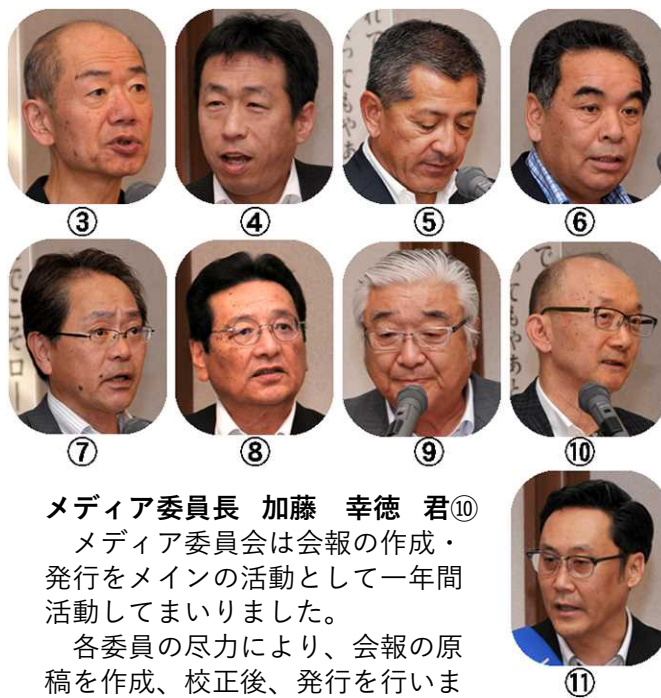 ③ ④ ⑤ ⑥
⑦ ⑧ ⑨ ⑩
メディア委員長 加藤 幸徳 君⑩
メディア委員会は会報の作成・
発行をメインの活動として一年間
活動してまいりました。
各委員の尽力により、会報の原
稿を作成、校正後、発行を行いま
⑪